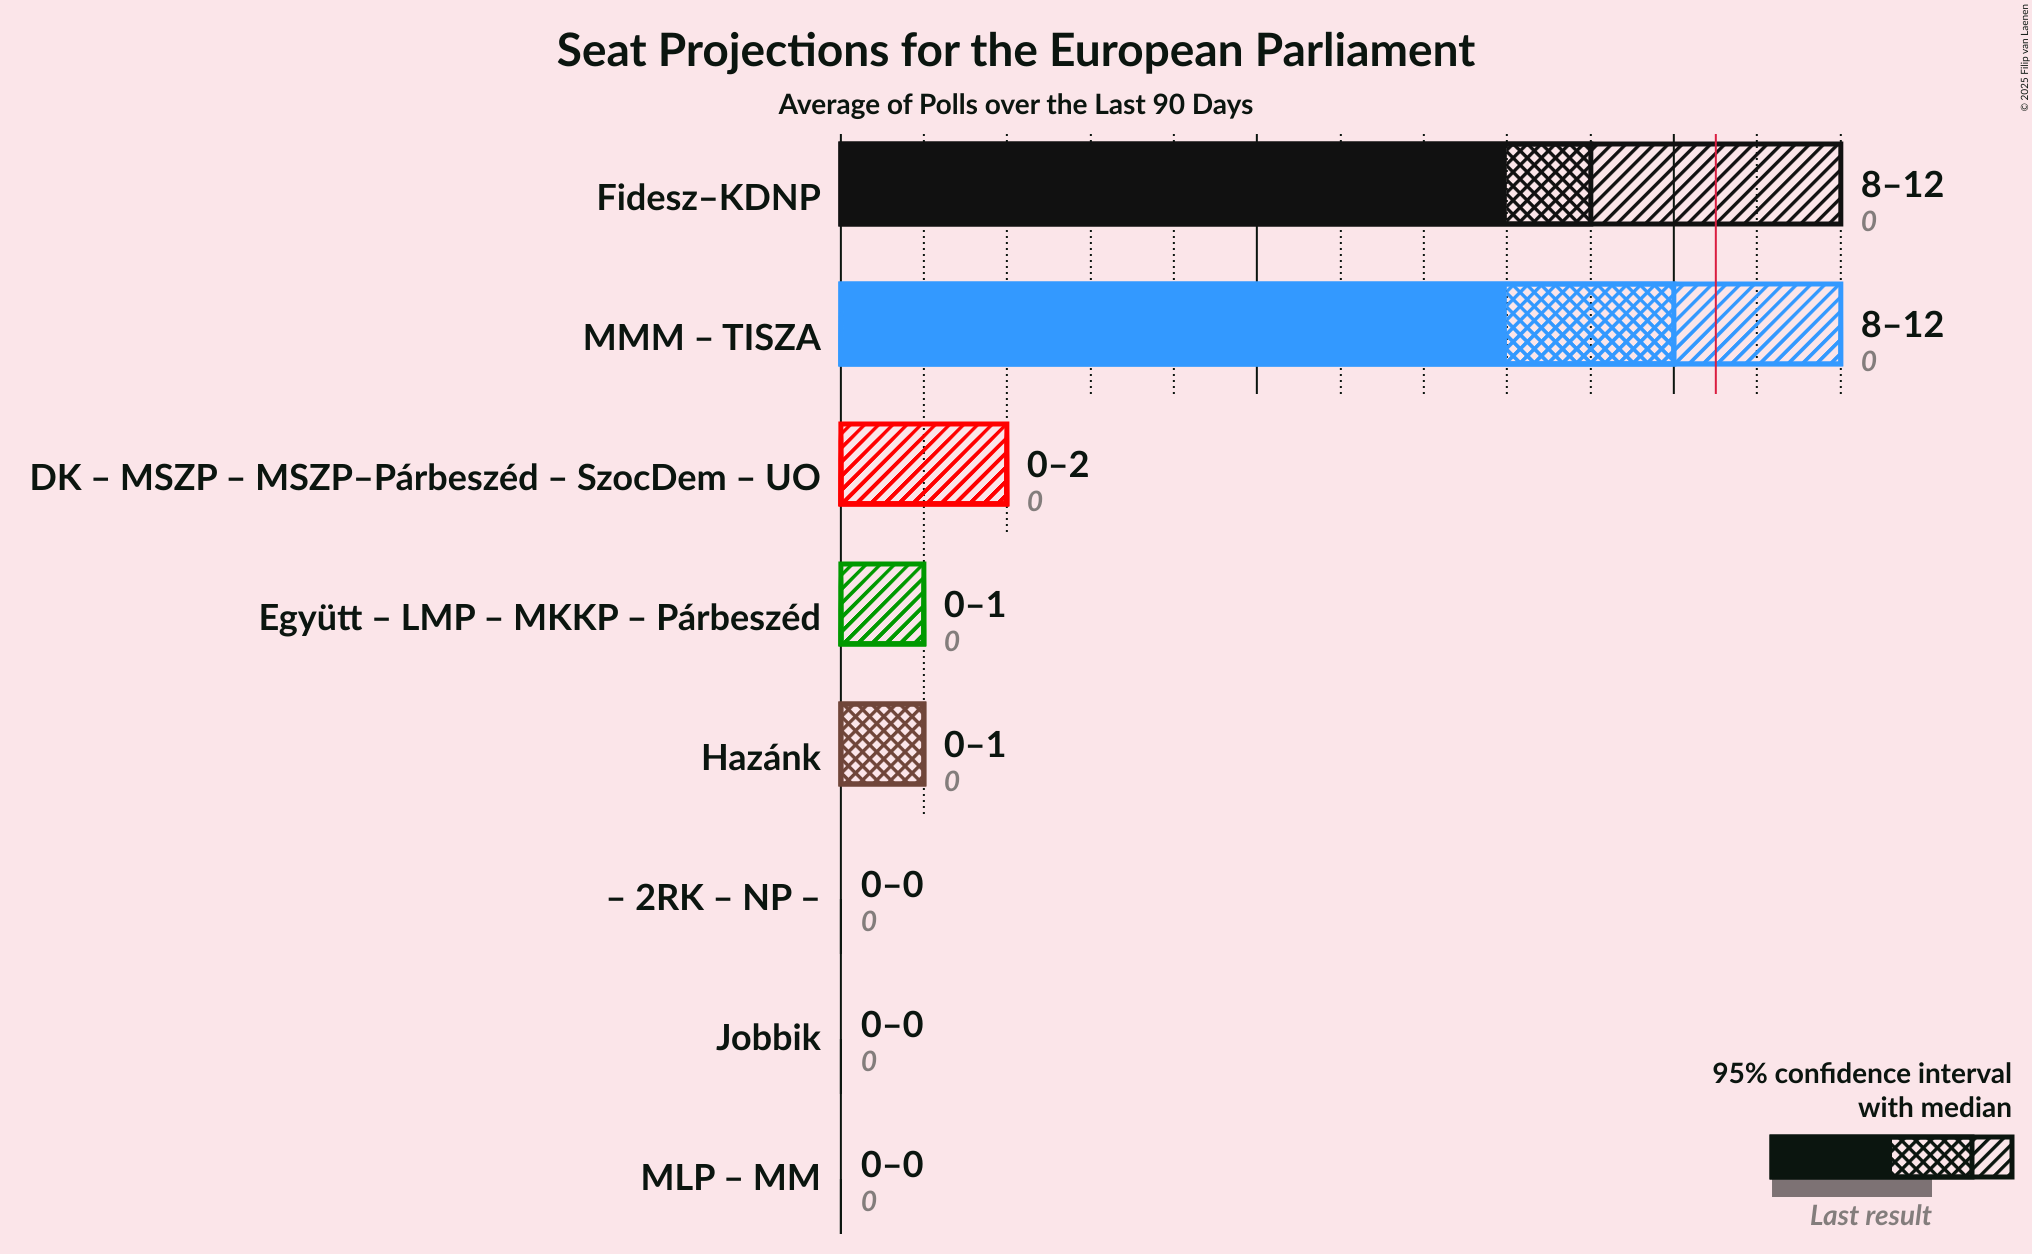 Seat Projections for the European Parliament
Average of Polls over the Last 90 Days
© 2025 Filip van Laenen
Fidesz–KDNP
8–12
0
MMM – TISZA
8–12
0
DK – MSZP – MSZP–Párbeszéd – SzocDem – UO
0–2
0
Együtt – LMP – MKKP – Párbeszéd
0–1
0
Hazánk
0–1
0
– 2RK – NP –
0–0
0
Jobbik
0–0
0
MLP – MM
0–0
0
95% confidence interval
with median
Last result